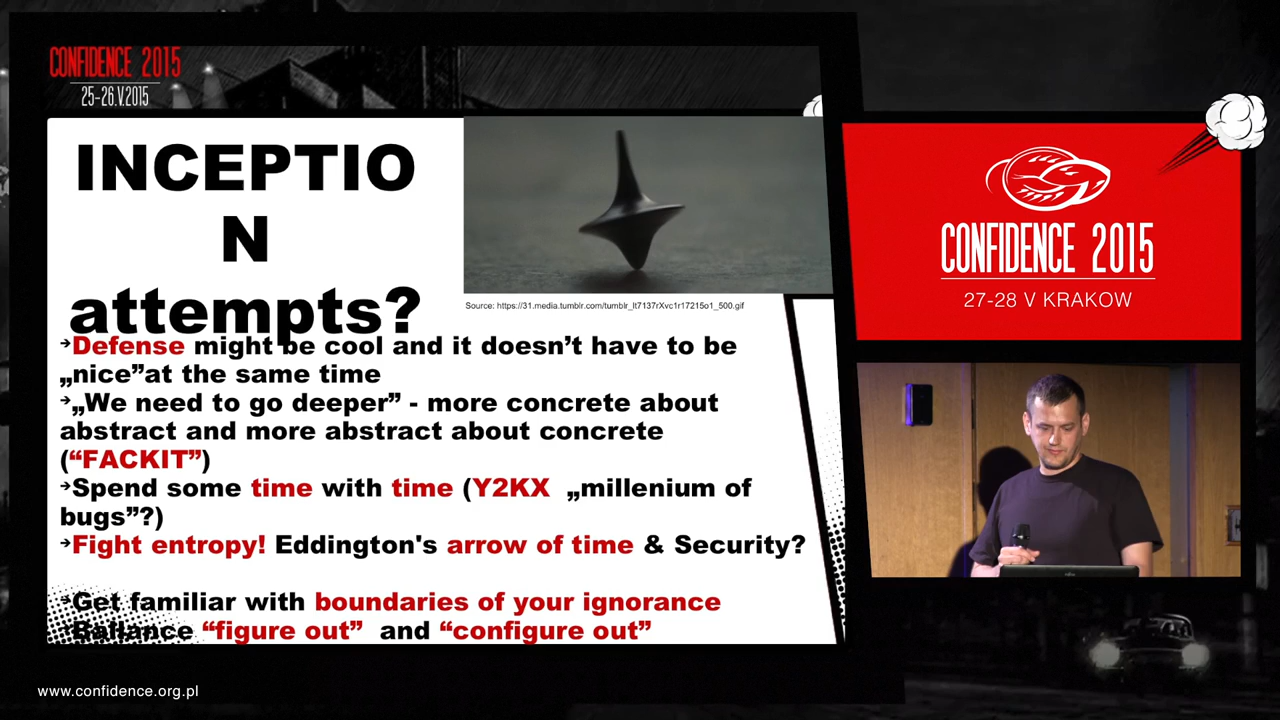 CONFIDENCE 2015
25-26.V.2015
INCEPTIO
N
attempts?
Source: https://31.media.tumblr.com/tumblr_lt7137rXvc1r17215o1_500.gif
➔Defense might be cool and it doesn’t have to be
„nice”at the same time
➔„We need to go deeper” - more concrete about
abstract and more abstract about concrete
(“FACKIT”)
➔Spend some time with time (Y2KX „millenium of
bugs”?)
➔Fight entropy! Eddington's arrow of time & Security?
➔Get familiar with boundaries of your ignorance
➔Ballance “figure out” and “configure out”
CONFIDENCE 2015
27-28 V KRAKOW
www.confidence.org.pl